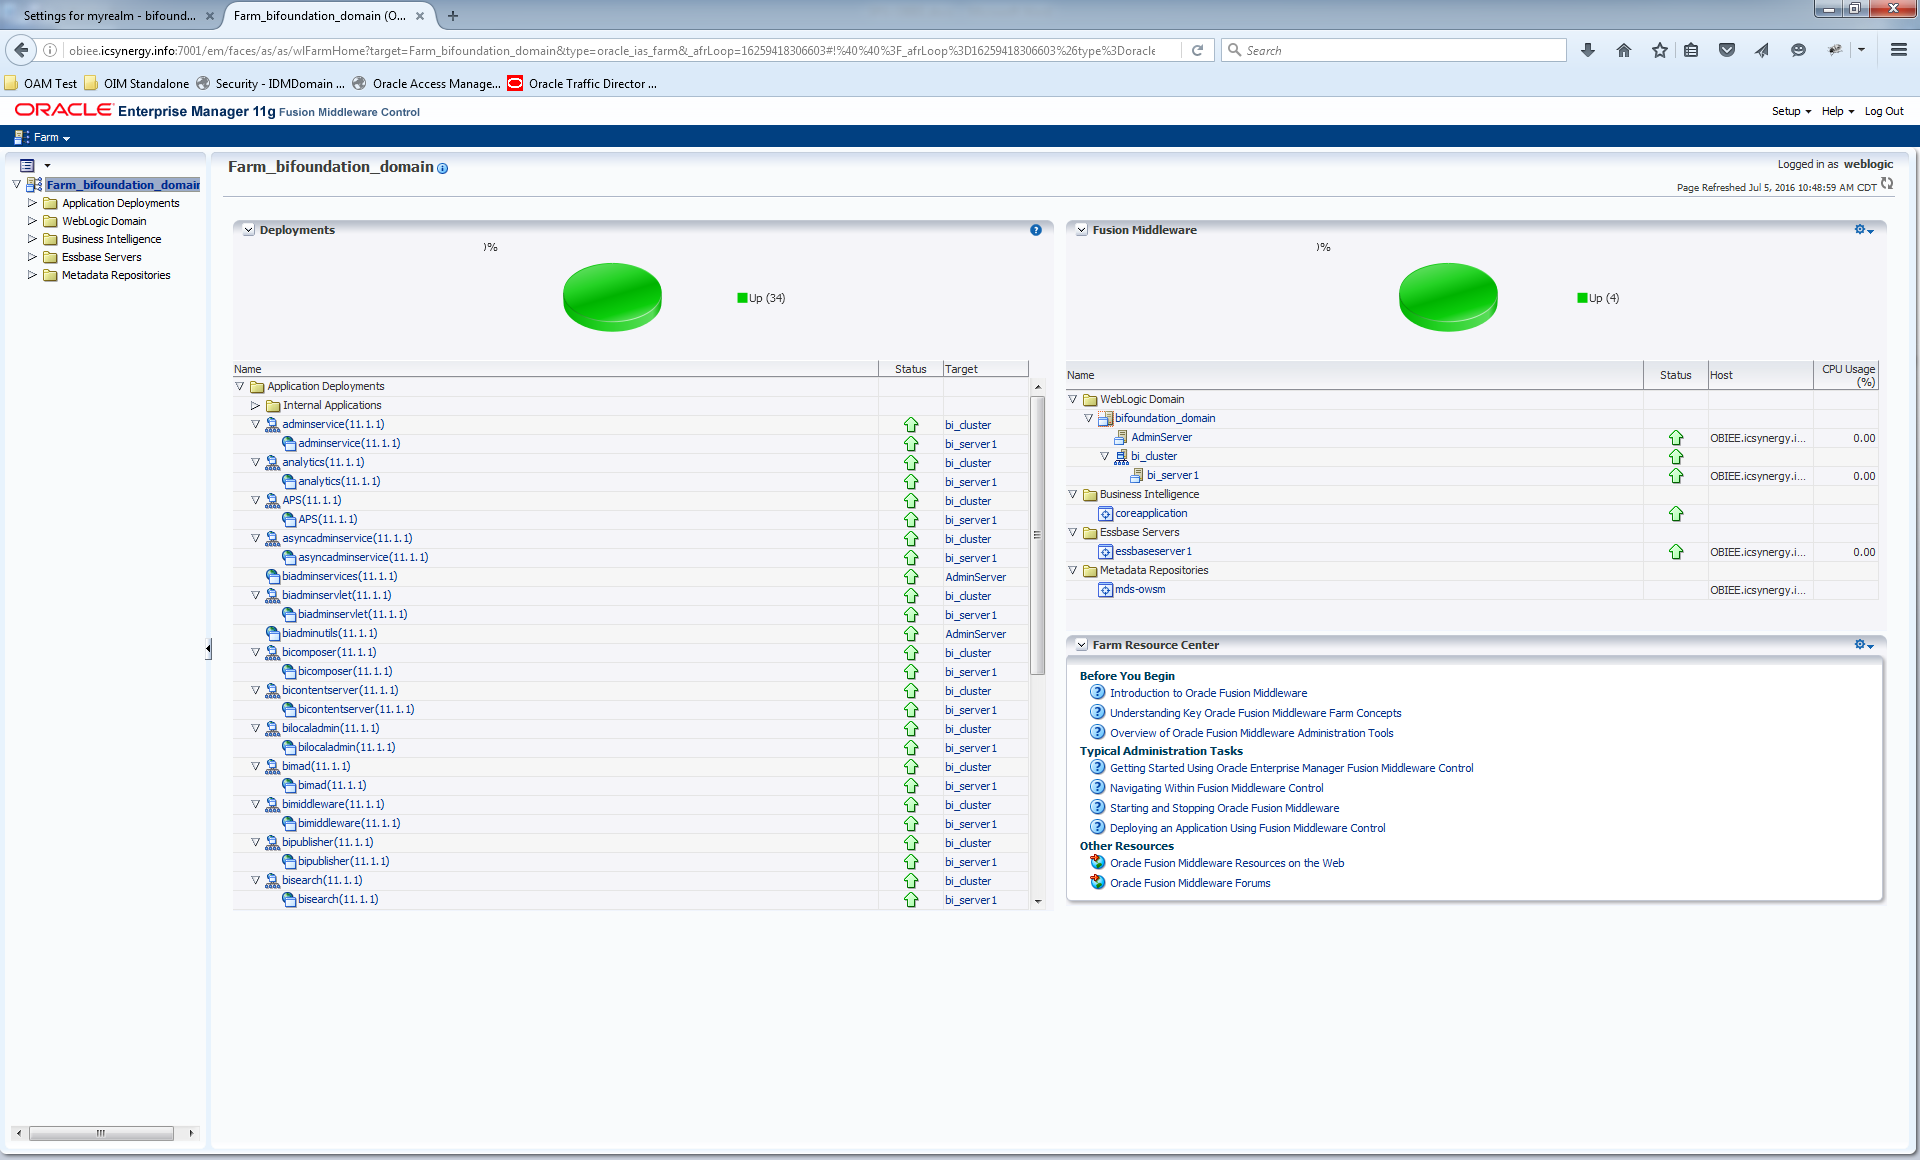 Settings for myrealm - bifound...
Farm_bifoundation_domain (O...
obiee.icsynergy.info:7001/em/faces/as/as/wlFarmHome?target=Farm_bifoundation_domain&type=oracle_ias_farm&_afrLoop=16259418306603#!%40%40%3F_afrLoop%3D16259418306603%26type%3Doracle
Search
OAM Test
OIM Standalone
Security - IDMDomain ...
Oracle Access Manage...
Oracle Traffic Director ...
ORACLE Enterprise Manager 11g Fusion Middleware Control
Setup
Help
Log Out
Farm
Farm_bifoundation_domain
Logged in as weblogic
Page Refreshed Jul 5, 2016 10:48:59 AM CDT
Farm_bifoundation_domain
Application Deployments
WebLogic Domain
Business Intelligence
Essbase Servers
Metadata Repositories
Deployments
)%
Up (34)
Name Status Target
Application Deployments
Internal Applications
adminservice(11.1.1) bi_cluster
adminservice(11.1.1) bi_server1
analytics(11.1.1) bi_cluster
analytics(11.1.1) bi_server1
APS(11.1.1) bi_cluster
APS(11.1.1) bi_server1
asyncadminservice(11.1.1) bi_cluster
asyncadminservice(11.1.1) bi_server1
biadminservices(11.1.1) AdminServer
biadminservlet(11.1.1) bi_cluster
biadminservlet(11.1.1) bi_server1
biadminutils(11.1.1) AdminServer
bicomposer(11.1.1) bi_cluster
bicomposer(11.1.1) bi_server1
bicontentserver(11.1.1) bi_cluster
bicontentserver(11.1.1) bi_server1
bilocaladmin(11.1.1) bi_cluster
bilocaladmin(11.1.1) bi_server1
bimad(11.1.1) bi_cluster
bimad(11.1.1) bi_server1
bimiddleware(11.1.1) bi_cluster
bimiddleware(11.1.1) bi_server1
bipublisher(11.1.1) bi_cluster
bipublisher(11.1.1) bi_server1
bisearch(11.1.1) bi_cluster
bisearch(11.1.1) bi_server1
Fusion Middleware
)%
Up (4)
Name Status Host CPU Usage (%)
WebLogic Domain
bifoundation_domain
AdminServer OBIEE.icsynergy.i... 0.00
bi_cluster
bi_server1 OBIEE.icsynergy.i... 0.00
Business Intelligence
coreapplication
Essbase Servers
essbaseserver1 OBIEE.icsynergy.i... 0.00
Metadata Repositories
mds-owsm OBIEE.icsynergy.i...
Farm Resource Center
Before You Begin
Introduction to Oracle Fusion Middleware
Understanding Key Oracle Fusion Middleware Farm Concepts
Overview of Oracle Fusion Middleware Administration Tools
Typical Administration Tasks
Getting Started Using Oracle Enterprise Manager Fusion Middleware Control
Navigating Within Fusion Middleware Control
Starting and Stopping Oracle Fusion Middleware
Deploying an Application Using Fusion Middleware Control
Other Resources
Oracle Fusion Middleware Resources on the Web
Oracle Fusion Middleware Forums